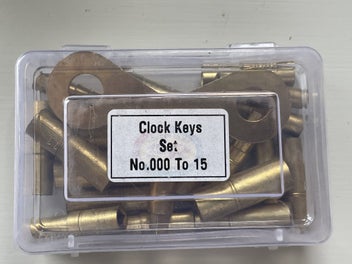 Clock Keys
Set
No.000 To 15